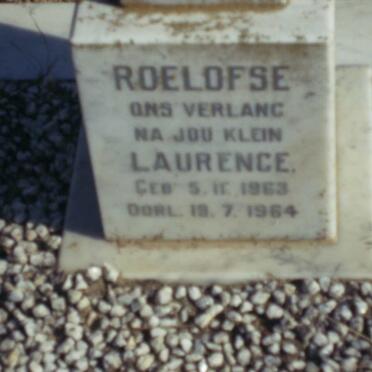 ROELOFSE
ONS VERLANG
NA JOU KLEIN
LAURENCE.
GEB. 5. 11. 1963
OORL. 19. 7. 1964